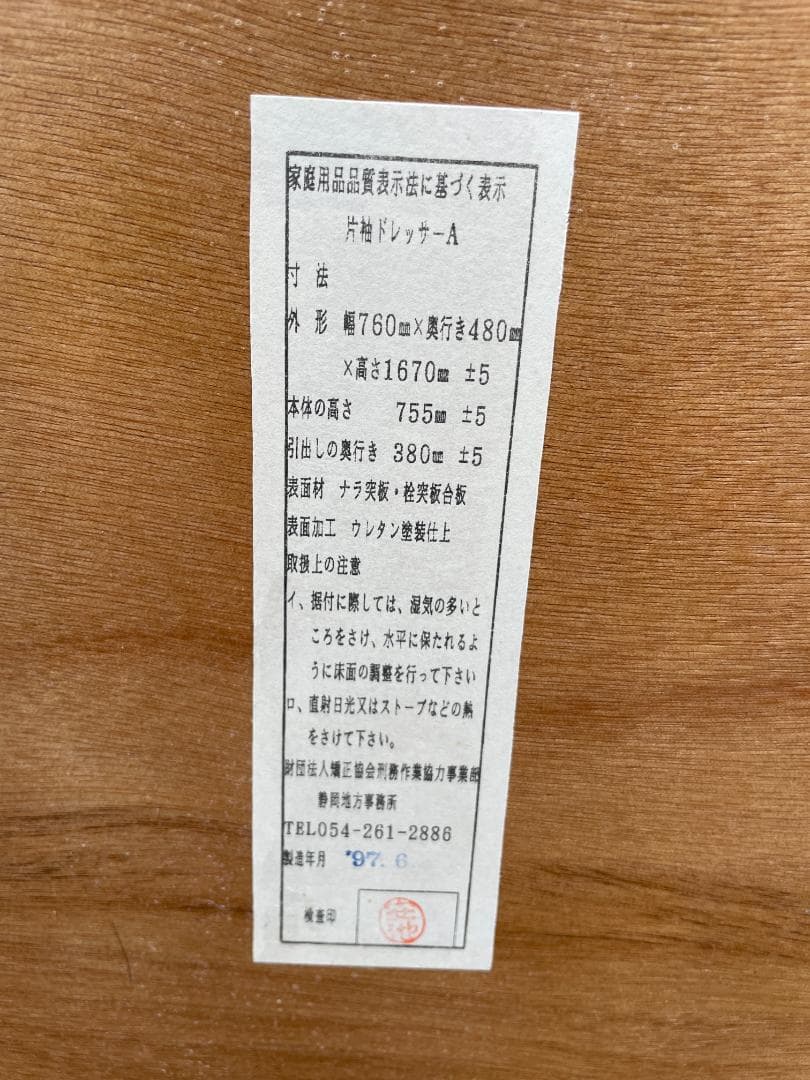 家庭用品品質表示法に基づく表示
片袖ドレッサーA
寸 法
外 形 幅760㎜×奥行き480㎜
×高さ1670㎜ ±5
本体の高さ 755㎜ ±5
引出しの奥行き 380㎜ ±5
表面材 ナラ突板・栓突板合板
表面加工 ウレタン塗装仕上
取扱上の注意
イ、据付に際しては、湿気の多いと
ころをさけ、水平に保たれるよ
うに床面の調整を行って下さい
ロ、直射日光又はストーブなどの熱
をさけて下さい。
財団法人矯正協会刑務作業協力事業部
静岡地方事務所
TEL054-261-2886
製造年月 '97. 6.
検査印